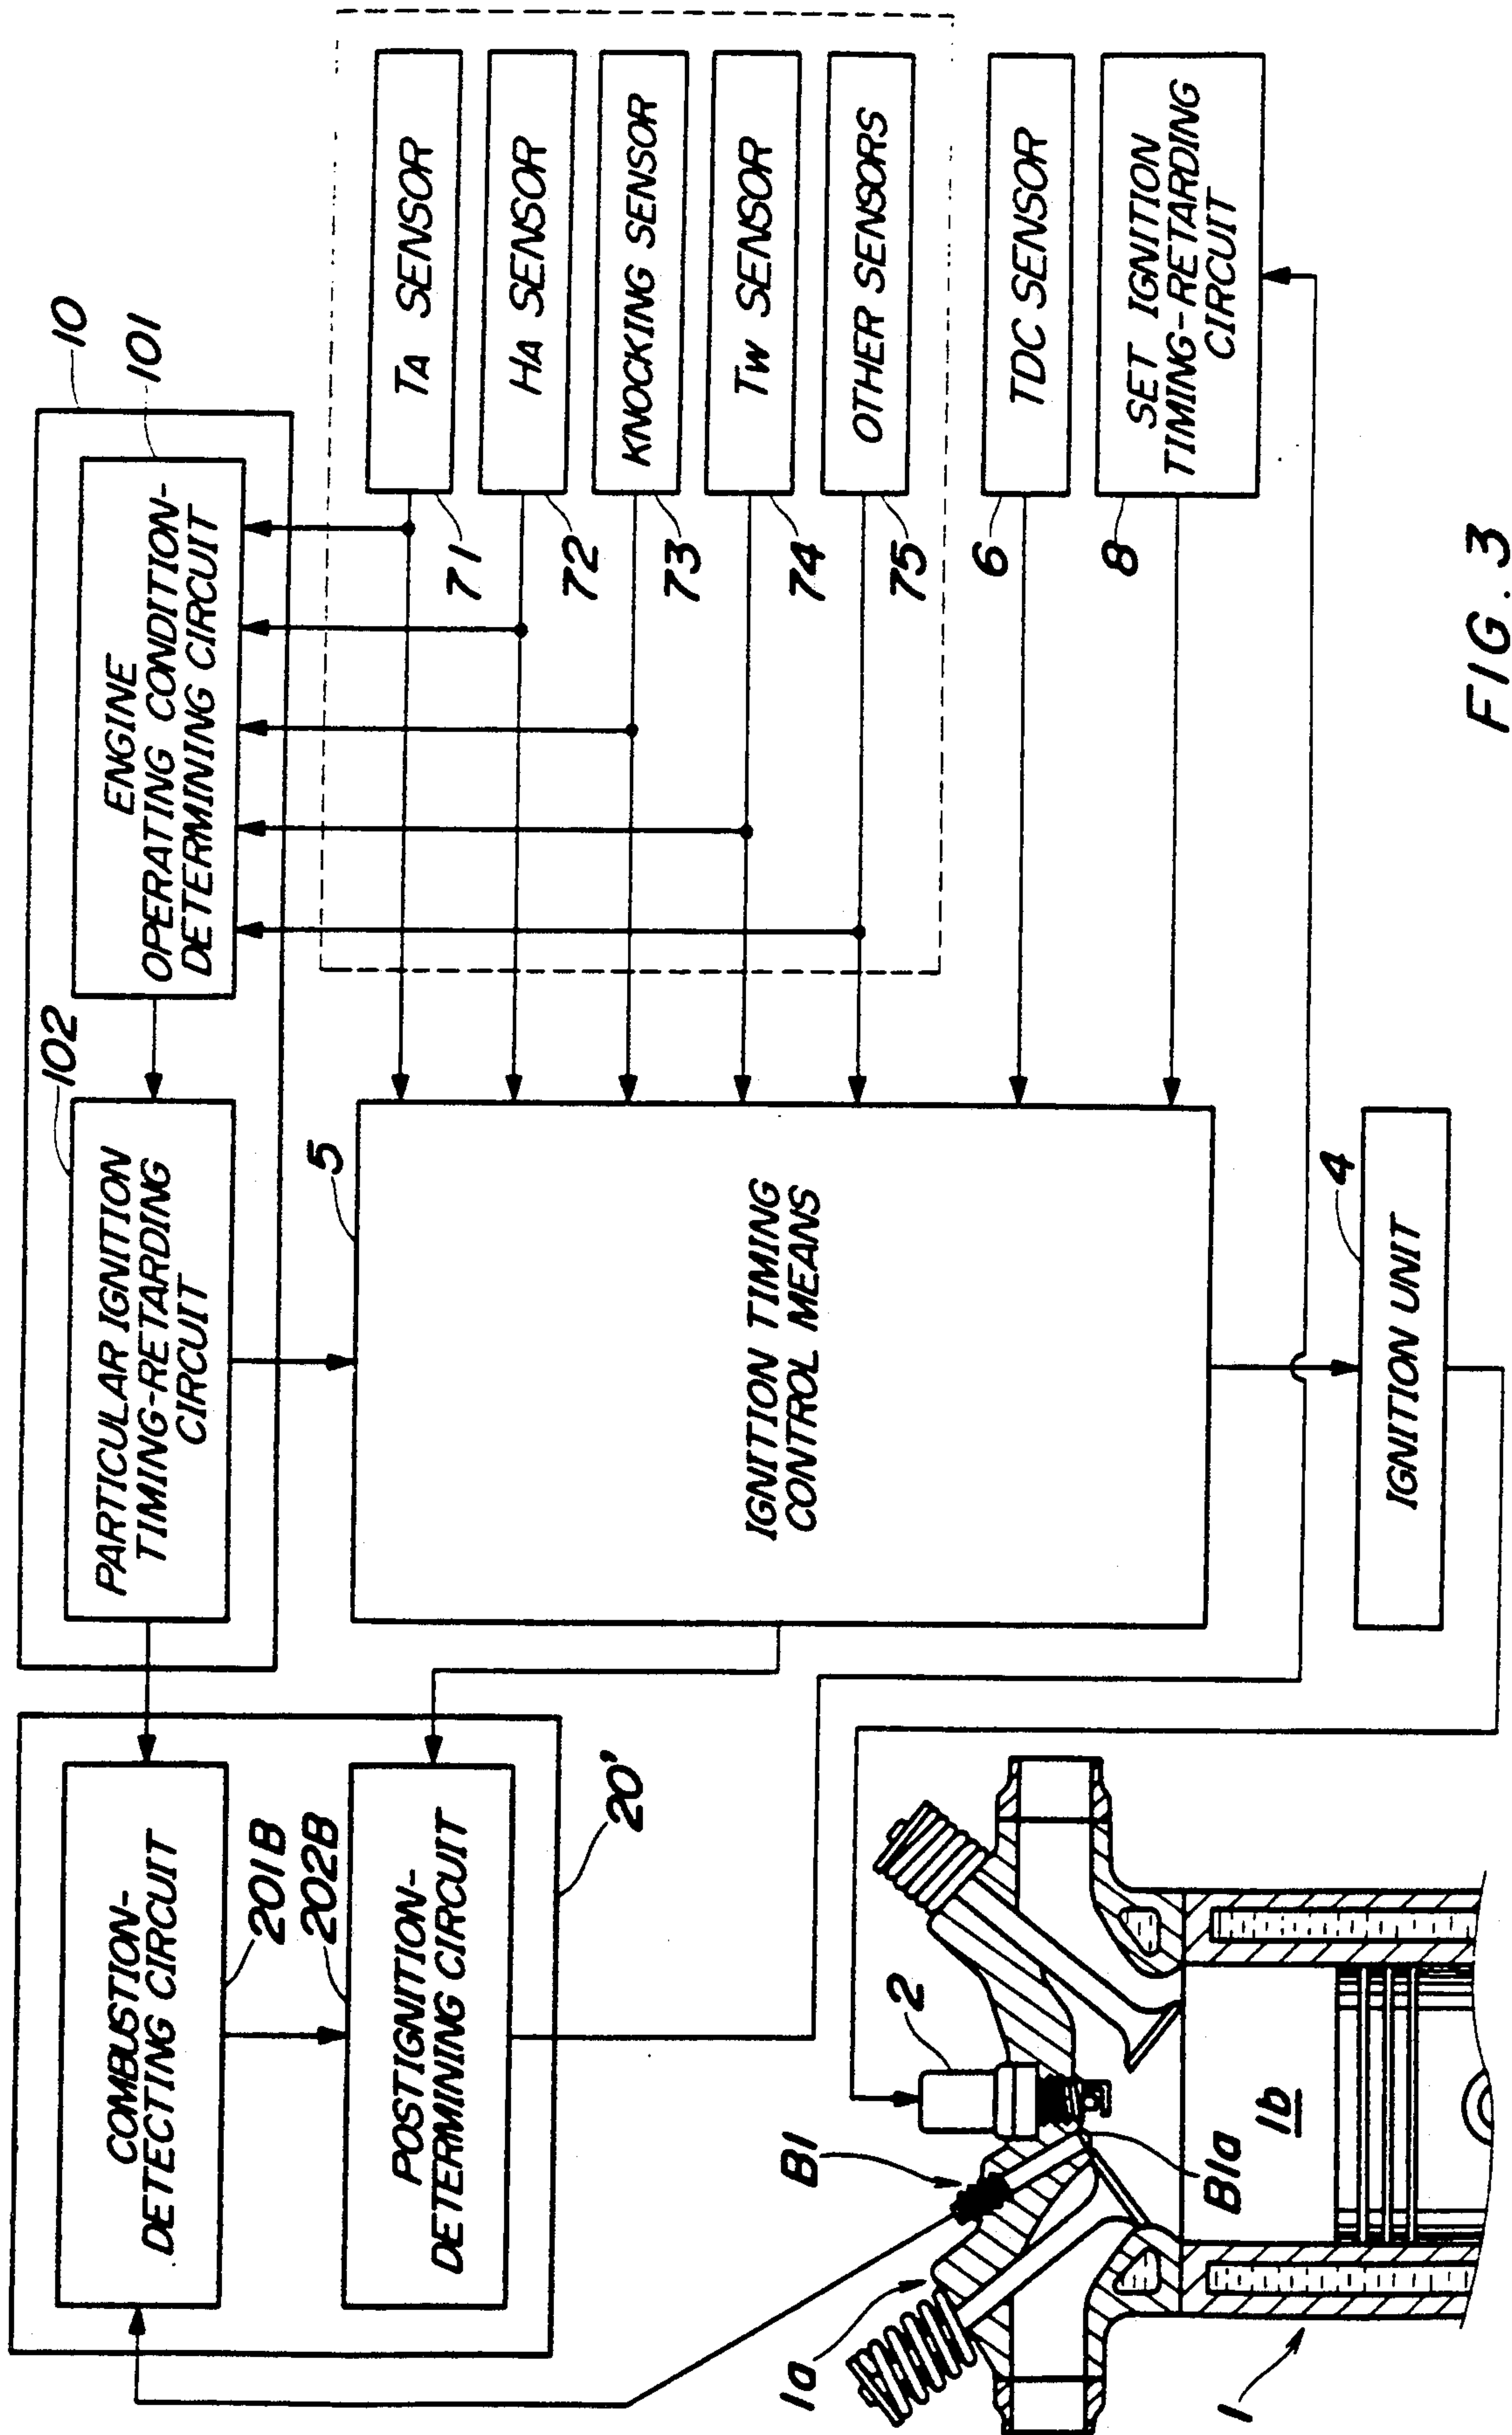 10
101
102
ENGINE
OPERATING CONDITION-
DETERMINING CIRCUIT
PARTICULAR IGNITION
TIMING-RETARDING
CIRCUIT
COMBUSTION-
DETECTING CIRCUIT
201B
202B
POSTIGNITION-
DETERMINING CIRCUIT
20'
5
IGNITION TIMING
CONTROL MEANS
TA SENSOR
71
HA SENSOR
72
KNOCKING SENSOR
73
TW SENSOR
74
OTHER SENSORS
75
TDC SENSOR
6
SET IGNITION
TIMING-RETARDING
CIRCUIT
8
4
IGNITION UNIT
2
B1
B1a
1a
1b
1
FIG. 3